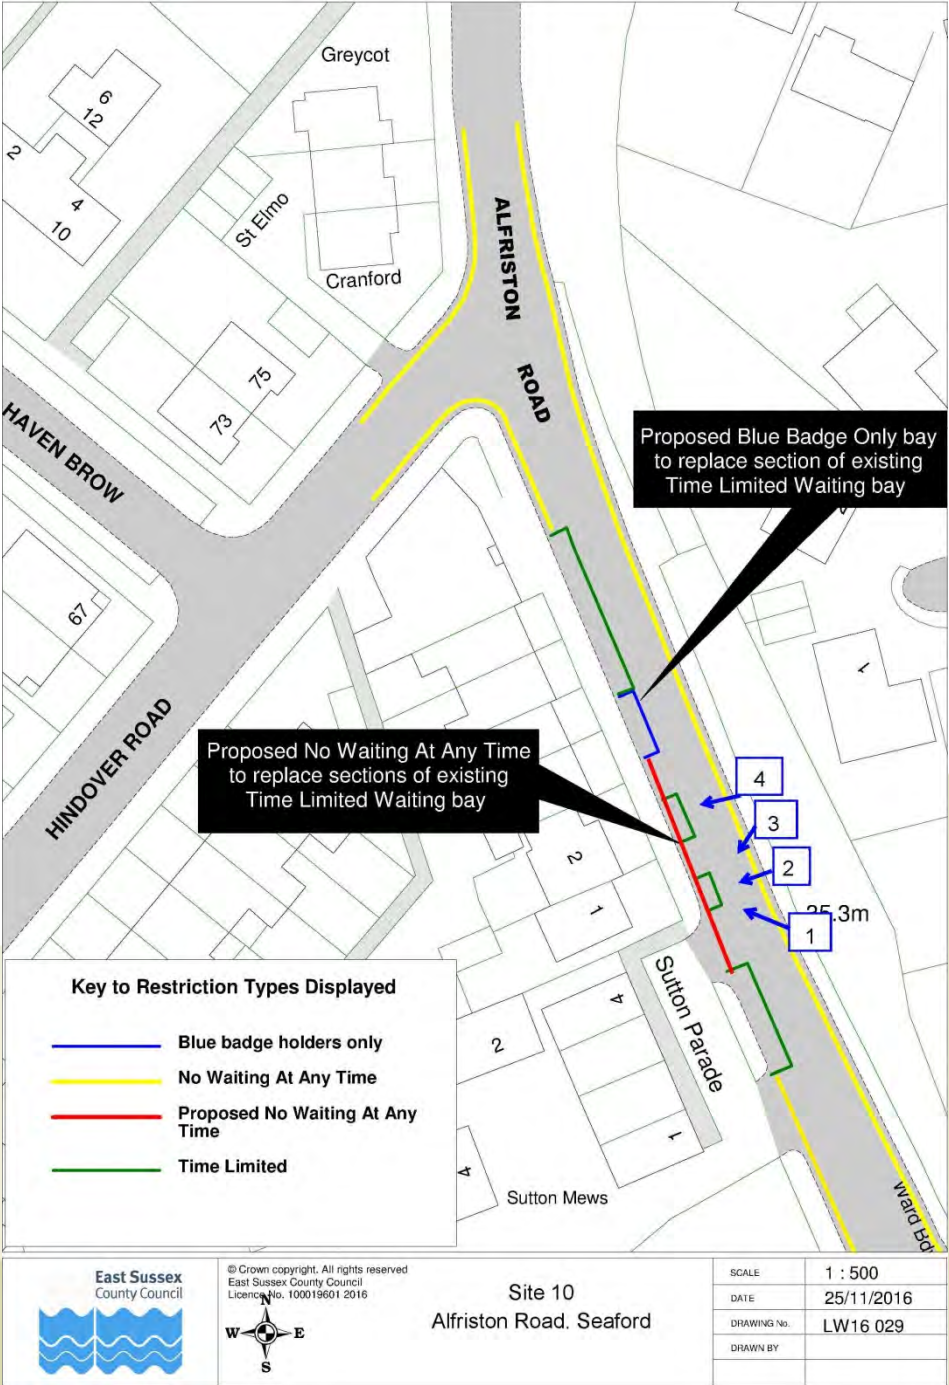 Greycot
6
12
2
4
10
St Elmo
Cranford
ALFRISTON
ROAD
75
73
HAVEN BROW
67
HINDOVER ROAD
Proposed Blue Badge Only bay
to replace section of existing
Time Limited Waiting bay
1
Proposed No Waiting At Any Time
to replace sections of existing
Time Limited Waiting bay
4
3
2
1
2
1
Sutton Parade
4
2
1
4
Sutton Mews
Ward Bdy
Key to Restriction Types Displayed
Blue badge holders only
No Waiting At Any Time
Proposed No Waiting At Any
Time
Time Limited
East Sussex
County Council
© Crown copyright. All rights reserved
East Sussex County Council
Licence No. 100019601 2016
N
W E
S
Site 10
Alfriston Road. Seaford
SCALE 1 : 500
DATE 25/11/2016
DRAWING No. LW16 029
DRAWN BY